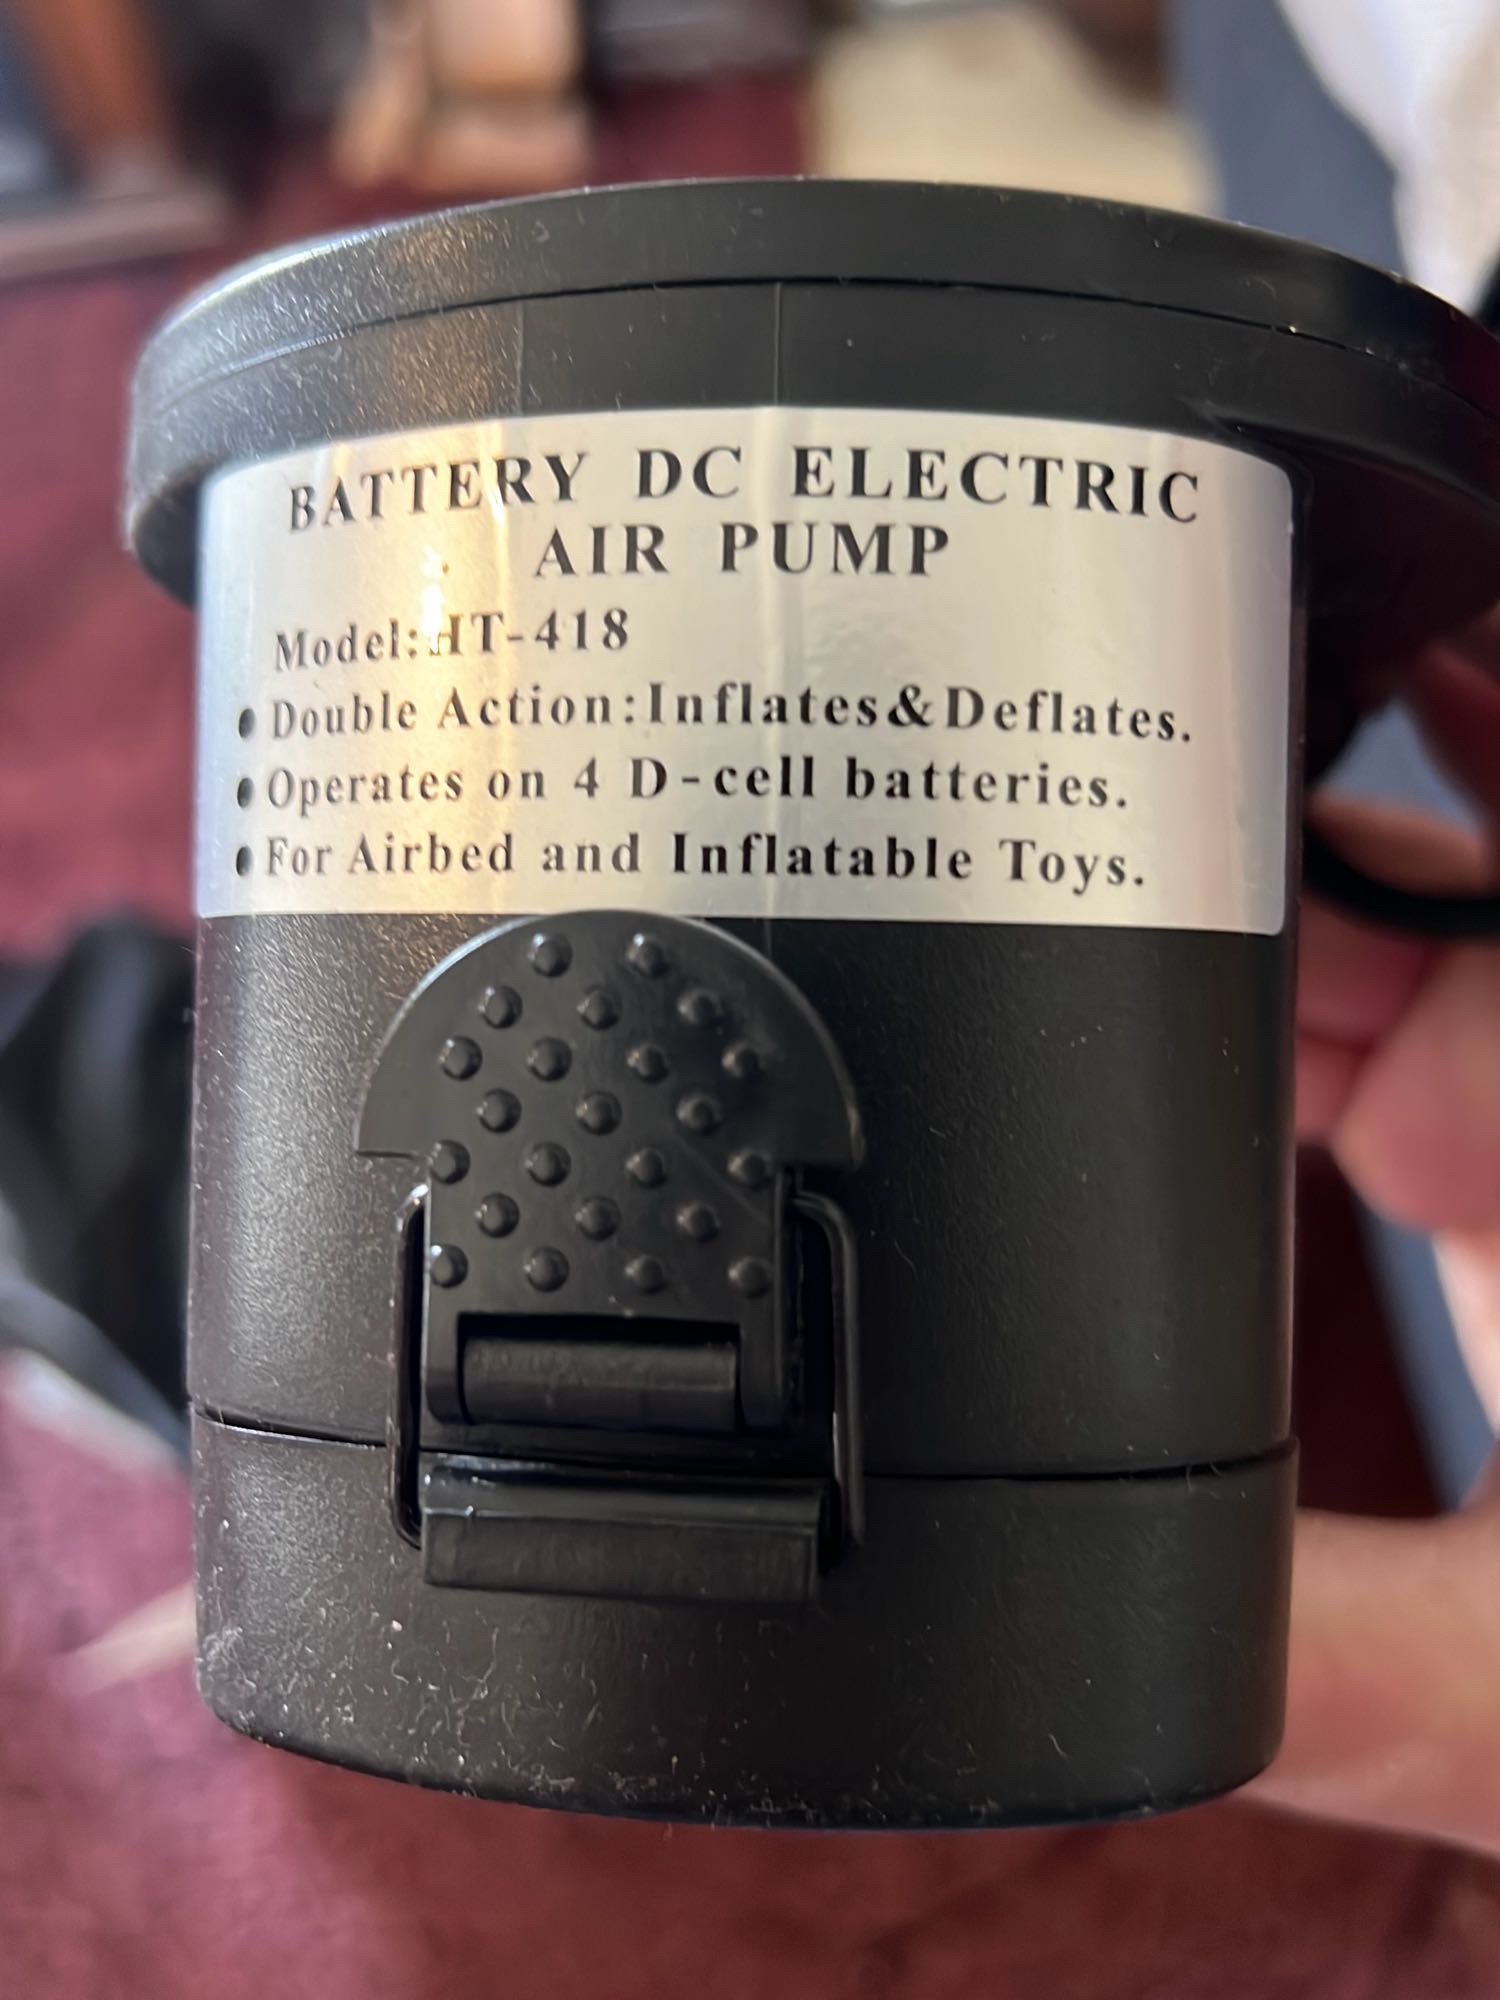 BATTERY DC ELECTRIC
AIR PUMP
Model:HT-418
• Double Action:Inflates&Deflates.
• Operates on 4 D-cell batteries.
• For Airbed and Inflatable Toys.